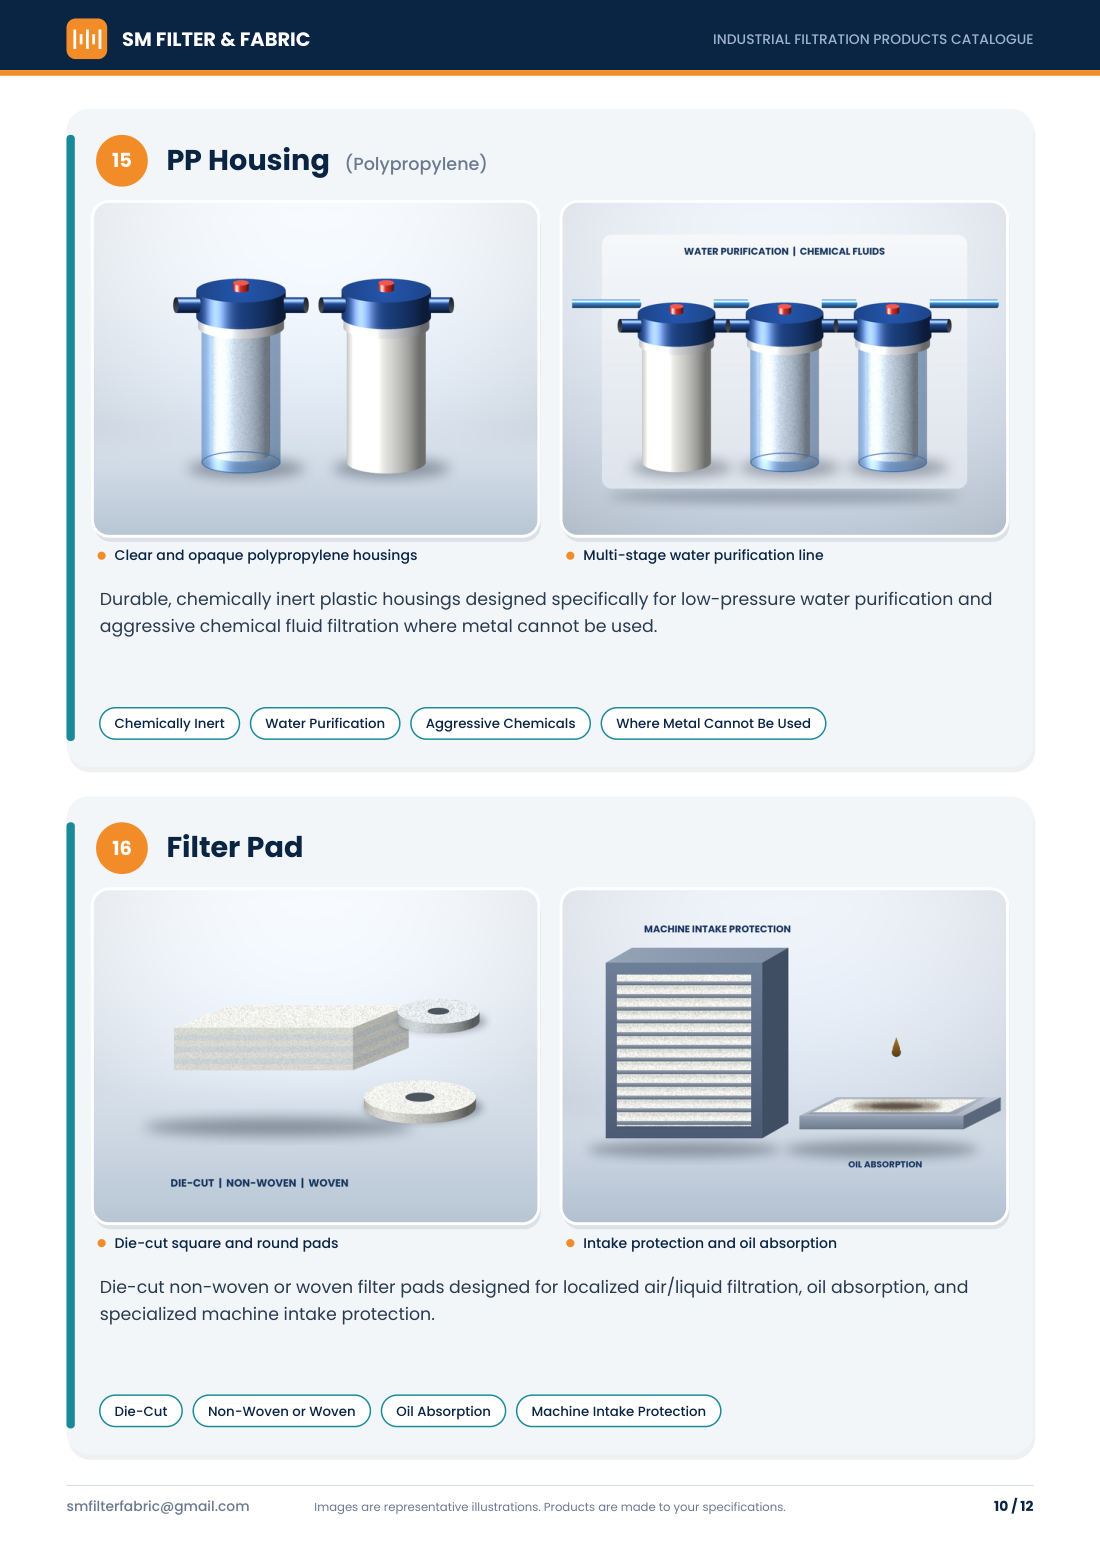 SM FILTER & FABRIC
INDUSTRIAL FILTRATION PRODUCTS CATALOGUE
15
PP Housing (Polypropylene)
WATER PURIFICATION | CHEMICAL FLUIDS
Clear and opaque polypropylene housings
Multi-stage water purification line
Durable, chemically inert plastic housings designed specifically for low-pressure water purification and
aggressive chemical fluid filtration where metal cannot be used.
Chemically Inert
Water Purification
Aggressive Chemicals
Where Metal Cannot Be Used
16
Filter Pad
DIE-CUT | NON-WOVEN | WOVEN
MACHINE INTAKE PROTECTION
OIL ABSORPTION
Die-cut square and round pads
Intake protection and oil absorption
Die-cut non-woven or woven filter pads designed for localized air/liquid filtration, oil absorption, and
specialized machine intake protection.
Die-Cut
Non-Woven or Woven
Oil Absorption
Machine Intake Protection
smfilterfabric@gmail.com
Images are representative illustrations. Products are made to your specifications.
10 / 12